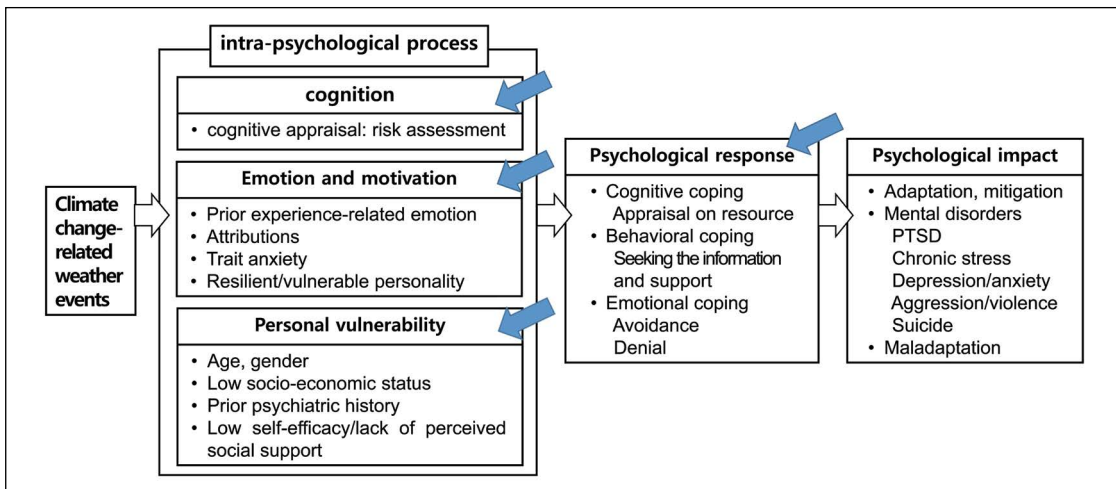 Climate
change-
related
weather
events
intra-psychological process
cognition
• cognitive appraisal: risk assessment
Emotion and motivation
• Prior experience-related emotion
• Attributions
• Trait anxiety
• Resilient/vulnerable personality
Personal vulnerability
• Age, gender
• Low socio-economic status
• Prior psychiatric history
• Low self-efficacy/lack of perceived
social support
Psychological response
• Cognitive coping
Appraisal on resource
• Behavioral coping
Seeking the information
and support
• Emotional coping
Avoidance
Denial
Psychological impact
• Adaptation, mitigation
• Mental disorders
PTSD
Chronic stress
Depression/anxiety
Aggression/violence
Suicide
• Maladaptation